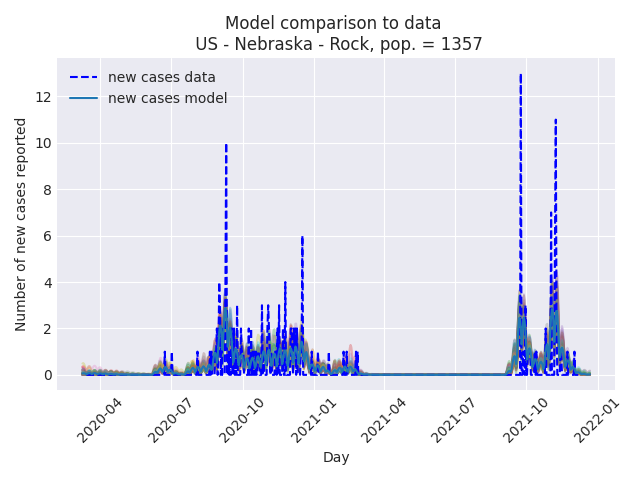 Model comparison to data
US - Nebraska - Rock, pop. = 1357
new cases data
new cases model
Number of new cases reported
12
10
8
6
4
2
0
2020-04
2020-07
2020-10
2021-01
2021-04
2021-07
2021-10
2022-01
Day